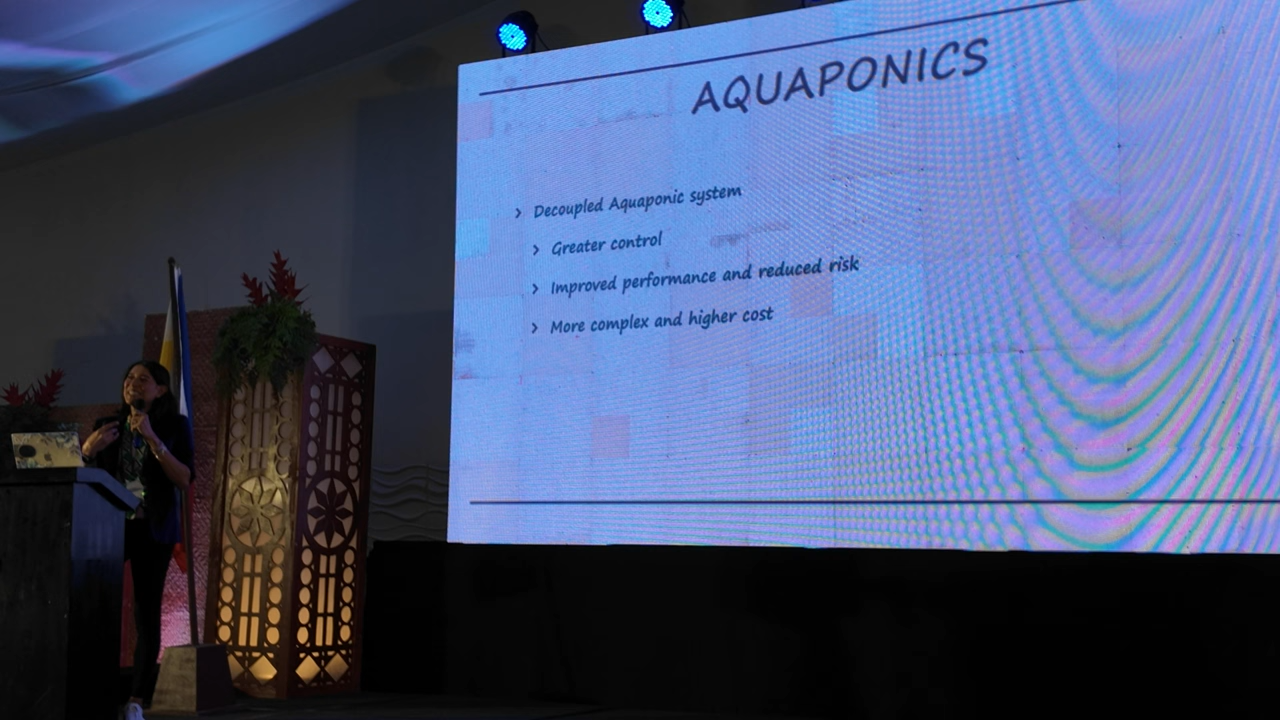 AQUAPONICS
> Decoupled Aquaponic system
> Greater control
> Improved performance and reduced risk
> More complex and higher cost